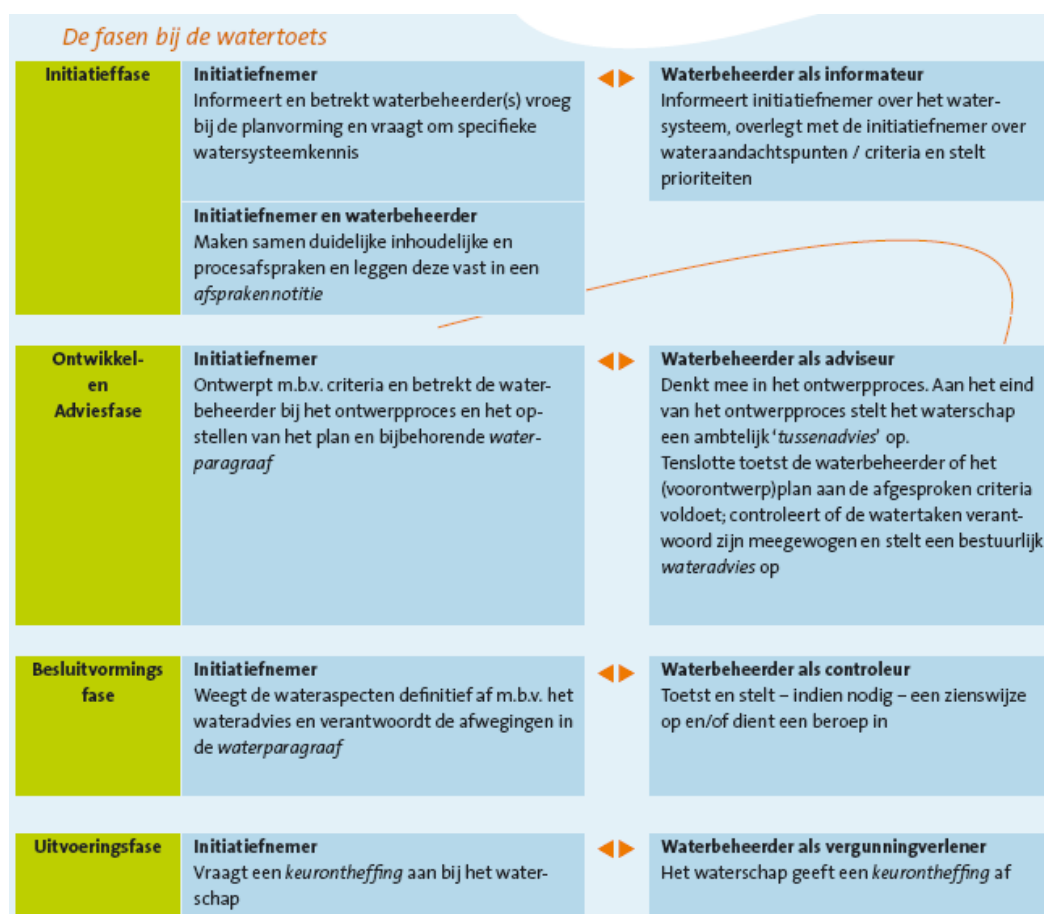 De fasen bij de watertoets
Initiatieffase
Initiatiefnemer
Informeert en betrekt waterbeheerder(s) vroeg
bij de planvorming en vraagt om specifieke
watersysteemkennis
Waterbeheerder als informateur
Informeert initiatiefnemer over het water-
systeem, overlegt met de initiatiefnemer over
wateraandachtspunten / criteria en stelt
prioriteiten
Initiatiefnemer en waterbeheerder
Maken samen duidelijke inhoudelijke en
procesafspraken en leggen deze vast in een
afsprakennotitie
Ontwikkel-
en
Adviesfase
Initiatiefnemer
Ontwerpt m.b.v. criteria en betrekt de water-
beheerder bij het ontwerpproces en het op-
stellen van het plan en bijbehorende water-
paragraaf
Waterbeheerder als adviseur
Denkt mee in het ontwerpproces. Aan het eind
van het ontwerpproces stelt het waterschap
een ambtelijk ‘tussenadvies’ op.
Tenslotte toetst de waterbeheerder of het
(voorontwerp)plan aan de afgesproken criteria
voldoet; controleert of de watertaken verant-
woord zijn meegewogen en stelt een bestuurlijk
wateradvies op
Besluitvormings
fase
Initiatiefnemer
Weegt de wateraspecten definitief af m.b.v. het
wateradvies en verantwoordt de afwegingen in
de waterparagraaf
Waterbeheerder als controleur
Toetst en stelt – indien nodig – een zienswijze
op en/of dient een beroep in
Uitvoeringsfase
Initiatiefnemer
Vraagt een keurontheffing aan bij het water-
schap
Waterbeheerder als vergunningverlener
Het waterschap geeft een keurontheffing af